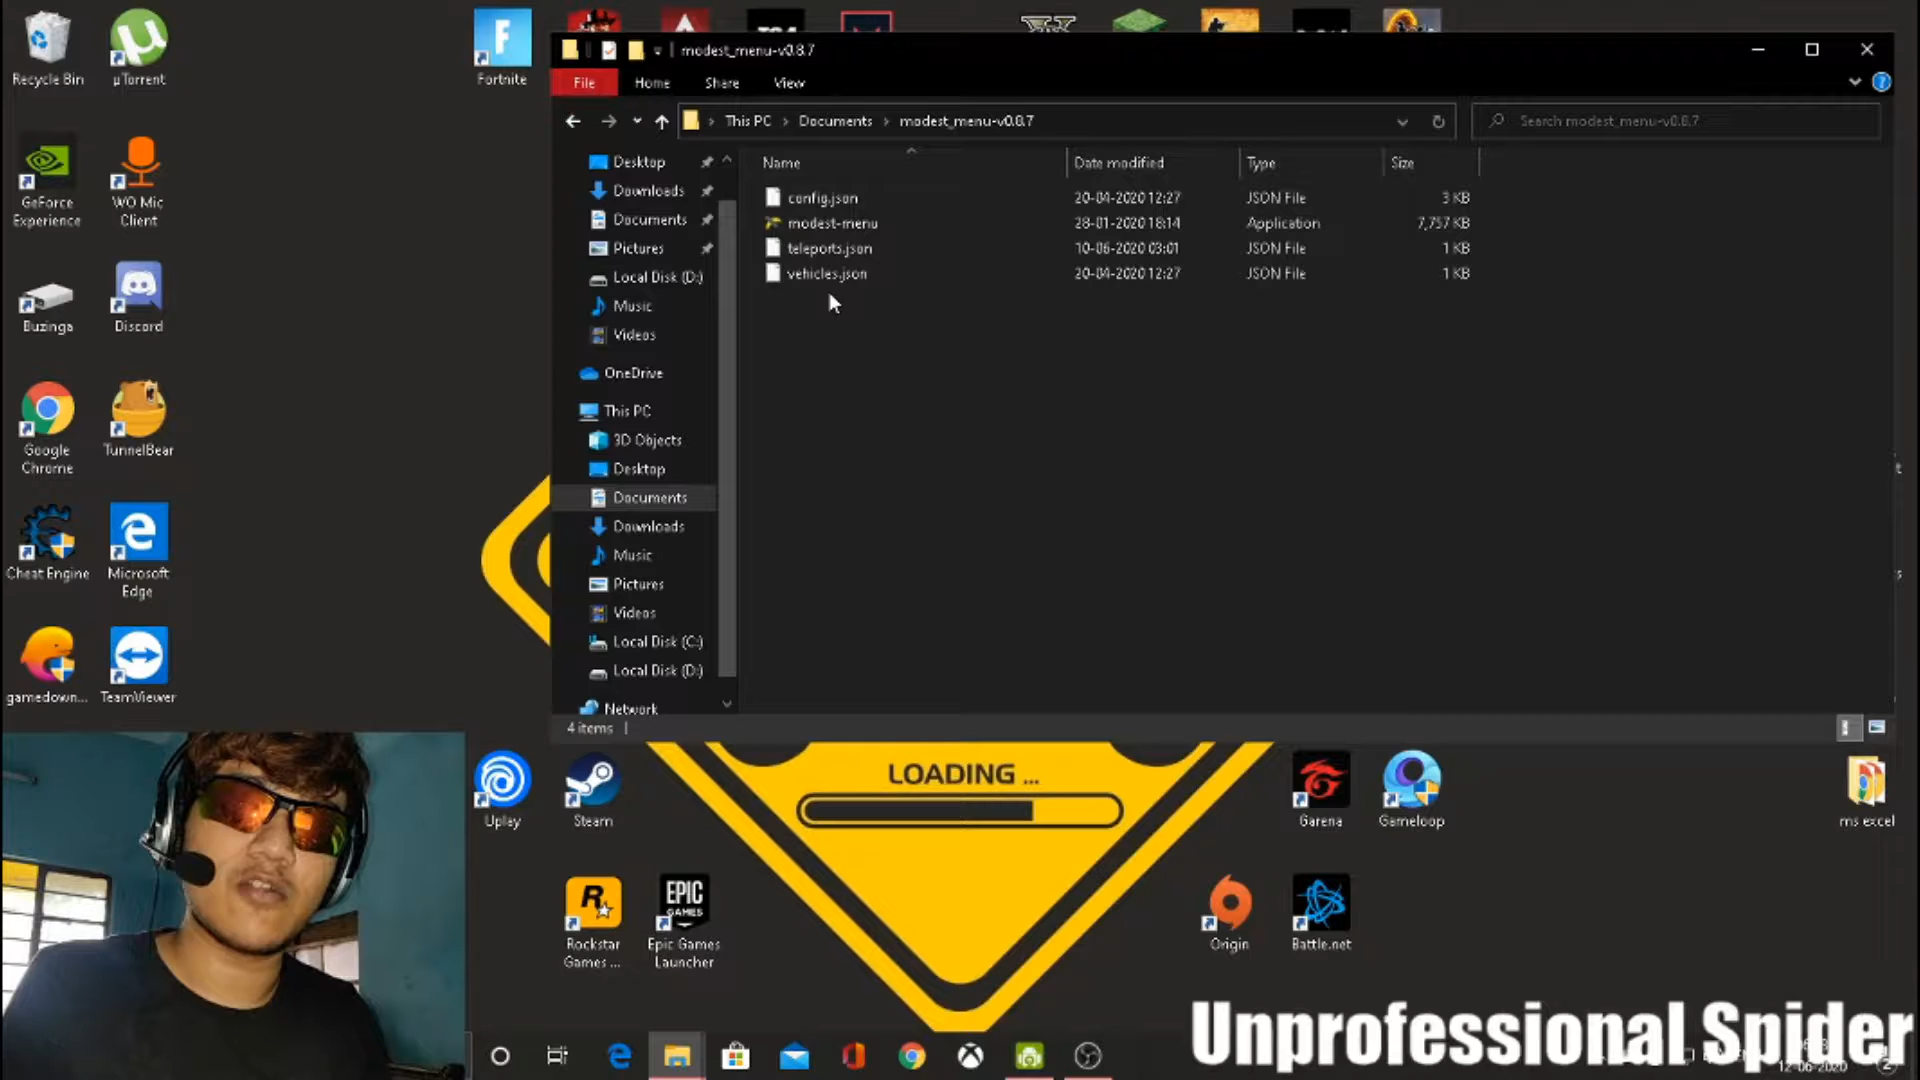 Recycle Bin
µTorrent
Fortnite
GeForce
Experience
WO Mic
Client
Buzinga
Discord
Google
Chrome
TunnelBear
Cheat Engine
Microsoft
Edge
gamedown...
TeamViewer
modest_menu-v0.8.7
File
Home
Share
View
This PC
Documents
modest_menu-v0.8.7
Search modest_menu-v0.8.7
Name
Date modified
Type
Size
config.json
20-04-2020 12:27
JSON File
3 KB
modest-menu
28-01-2020 18:14
Application
7,757 KB
teleports.json
10-06-2020 03:01
JSON File
1 KB
vehicles.json
20-04-2020 12:27
JSON File
1 KB
Desktop
Downloads
Documents
Pictures
Local Disk (D:)
Music
Videos
OneDrive
This PC
3D Objects
Desktop
Documents
Downloads
Music
Pictures
Videos
Local Disk (C:)
Local Disk (D:)
Network
4 items
LOADING ...
Uplay
Steam
Garena
Gameloop
ms excel
Rockstar
Games ...
EPIC
GAMES
Epic Games
Launcher
Origin
Battle.net
Unprofessional Spider
12-06-2020